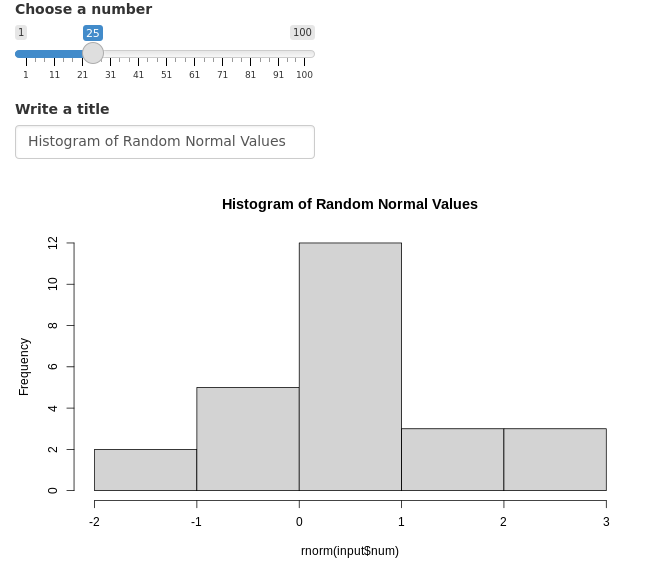 Choose a number
1 25 100
1 11 21 31 41 51 61 71 81 91 100
Write a title
Histogram of Random Normal Values
Histogram of Random Normal Values
12
10
8
6
4
2
0
Frequency
-2 -1 0 1 2 3
rnorm(input$num)